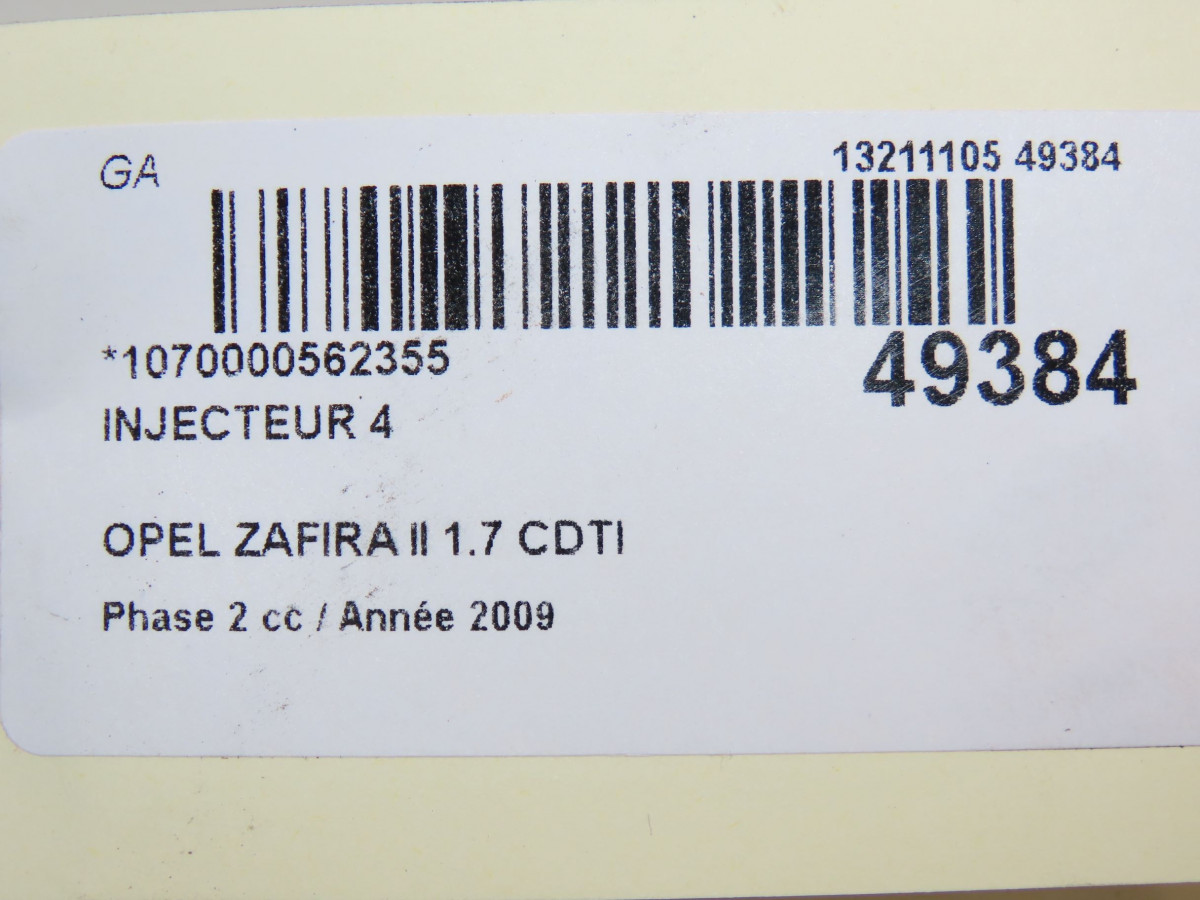 GA
13211105 49384
*1070000562355
49384
INJECTEUR 4
OPEL ZAFIRA II 1.7 CDTI
Phase 2 cc / Année 2009